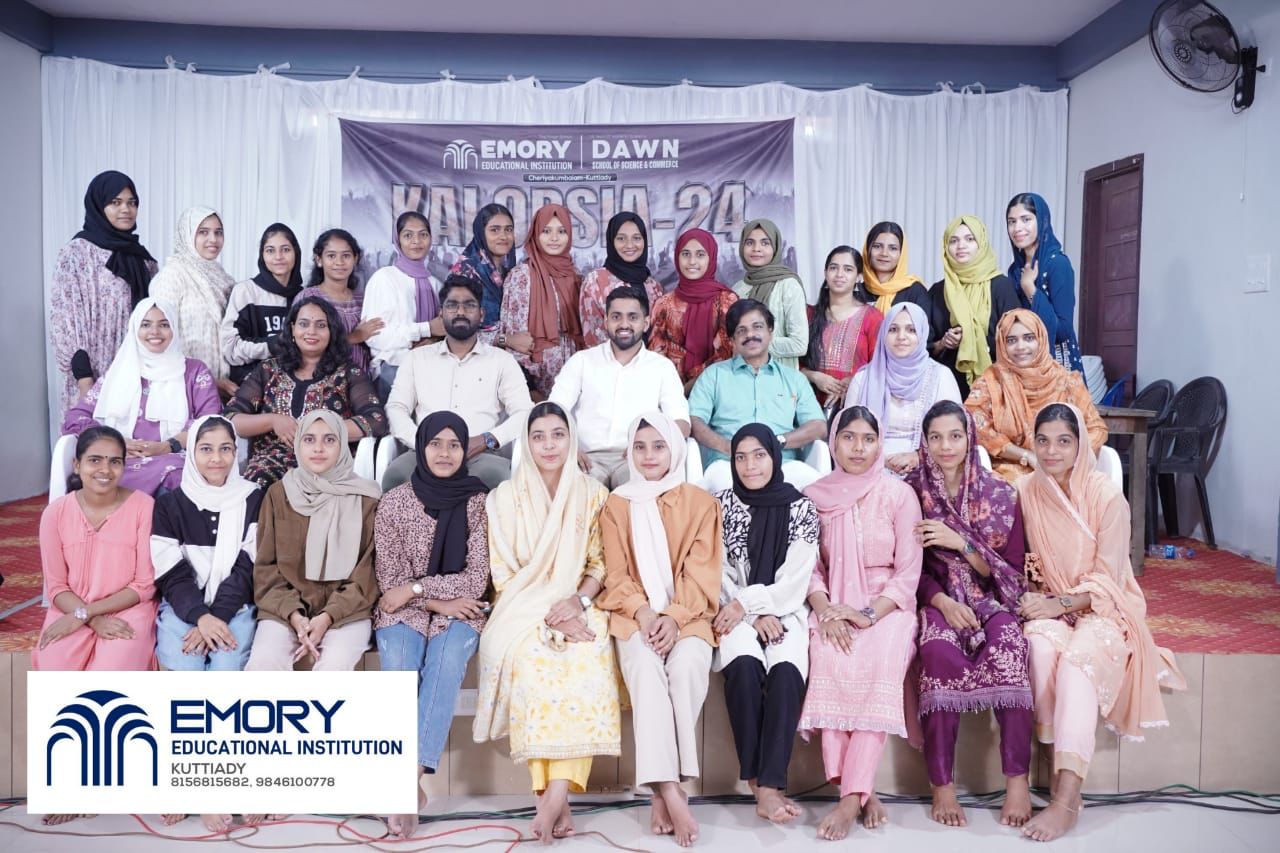 EMORY
EDUCATIONAL INSTITUTION
DAWN
SCHOOL OF SCIENCE & COMMERCE
Cheriyakumbalam-Kuttiady
KALOPSIA-24
EMORY
EDUCATIONAL INSTITUTION
KUTTIADY
8156815682, 9846100778